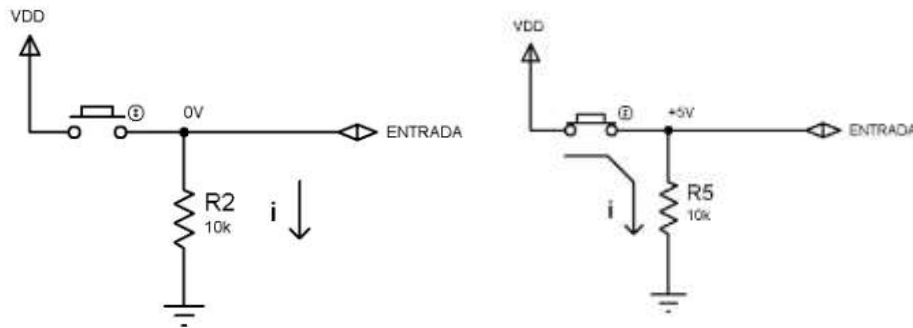 VDD
0V
ENTRADA
R2
10k
i
VDD
+5V
ENTRADA
R5
10k
i